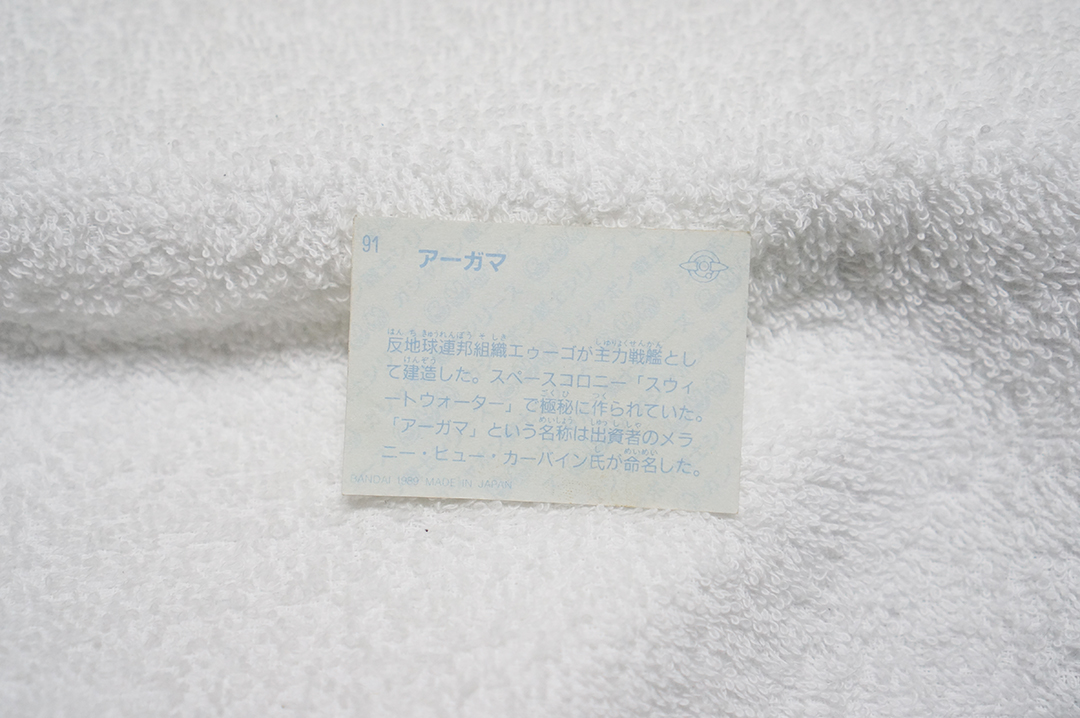 91
アーガマ
反地球連邦組織エゥーゴが主力戦艦とし
て建造した。スペースコロニー「スウィ
ートウォーター」で極秘に作られていた。
「アーガマ」という名称は出資者のメラ
ニー・ヒュー・カーバイン氏が命名した。
BANDAI 1989 MADE IN JAPAN